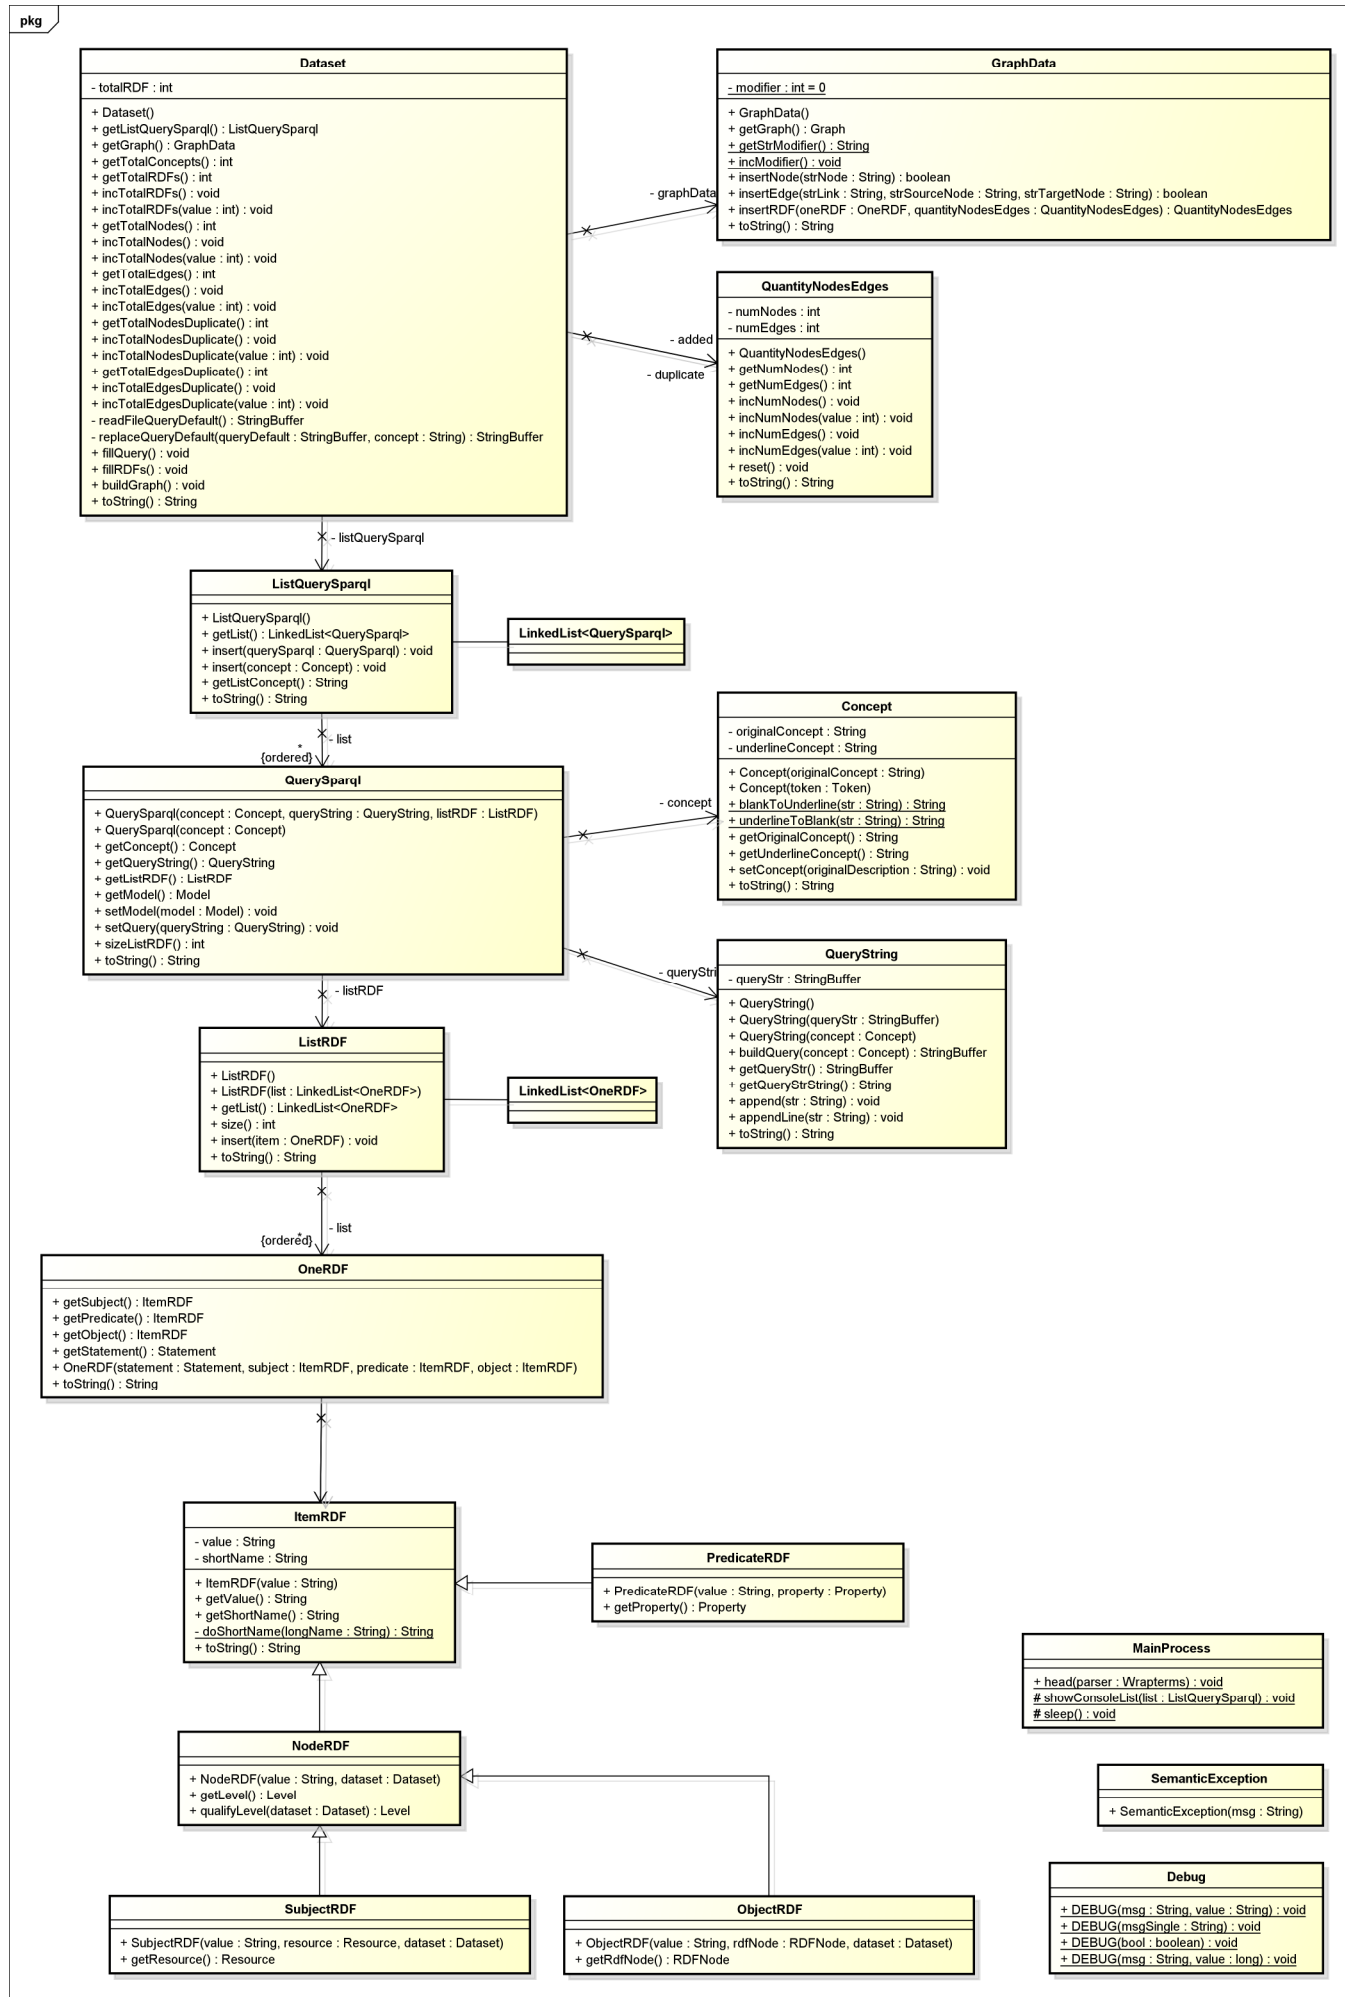 pkg
Dataset
- totalRDF : int
+ Dataset()
+ getListQuerySparql() : ListQuerySparql
+ getGraph() : GraphData
+ getTotalConcepts() : int
+ getTotalRDFs() : int
+ incTotalRDFs() : void
+ incTotalRDFs(value : int) : void
+ getTotalNodes() : int
+ incTotalNodes() : void
+ incTotalNodes(value : int) : void
+ getTotalEdges() : int
+ incTotalEdges() : void
+ incTotalEdges(value : int) : void
+ getTotalNodesDuplicate() : int
+ incTotalNodesDuplicate() : void
+ incTotalNodesDuplicate(value : int) : void
+ getTotalEdgesDuplicate() : int
+ incTotalEdgesDuplicate() : void
+ incTotalEdgesDuplicate(value : int) : void
- readFileQueryDefault() : StringBuffer
- replaceQueryDefault(queryDefault : StringBuffer, concept : String) : StringBuffer
+ fillQuery() : void
+ fillRDFs() : void
+ buildGraph() : void
+ toString() : String
- graphData
GraphData
- modifier : int = 0
+ GraphData()
+ getGraph() : Graph
+ getStrModifier() : String
+ incModifier() : void
+ insertNode(strNode : String) : boolean
+ insertEdge(strLink : String, strSourceNode : String, strTargetNode : String) : boolean
+ insertRDF(oneRDF : OneRDF, quantityNodesEdges : QuantityNodesEdges) : QuantityNodesEdges
+ toString() : String
- added
- duplicate
QuantityNodesEdges
- numNodes : int
- numEdges : int
+ QuantityNodesEdges()
+ getNumNodes() : int
+ getNumEdges() : int
+ incNumNodes() : void
+ incNumNodes(value : int) : void
+ incNumEdges() : void
+ incNumEdges(value : int) : void
+ reset() : void
+ toString() : String
- listQuerySparql
ListQuerySparql
+ ListQuerySparql()
+ getList() : LinkedList<QuerySparql>
+ insert(querySparql : QuerySparql) : void
+ insert(concept : Concept) : void
+ getListConcept() : String
+ toString() : String
LinkedList<QuerySparql>
- list
*
{ordered}
QuerySparql
+ QuerySparql(concept : Concept, queryString : QueryString, listRDF : ListRDF)
+ QuerySparql(concept : Concept)
+ getConcept() : Concept
+ getQueryString() : QueryString
+ getListRDF() : ListRDF
+ getModel() : Model
+ setModel(model : Model) : void
+ setQuery(queryString : QueryString) : void
+ sizeListRDF() : int
+ toString() : String
- concept
Concept
- originalConcept : String
- underlineConcept : String
+ Concept(originalConcept : String)
+ Concept(token : Token)
+ blankToUnderline(str : String) : String
+ underlineToBlank(str : String) : String
+ getOriginalConcept() : String
+ getUnderlineConcept() : String
+ setConcept(originalDescription : String) : void
+ toString() : String
- queryStri
QueryString
- queryStr : StringBuffer
+ QueryString()
+ QueryString(queryStr : StringBuffer)
+ QueryString(concept : Concept)
+ buildQuery(concept : Concept) : StringBuffer
+ getQueryStr() : StringBuffer
+ getQueryStrString() : String
+ append(str : String) : void
+ appendLine(str : String) : void
+ toString() : String
- listRDF
ListRDF
+ ListRDF()
+ ListRDF(list : LinkedList<OneRDF>)
+ getList() : LinkedList<OneRDF>
+ size() : int
+ insert(item : OneRDF) : void
+ toString() : String
LinkedList<OneRDF>
- list
*
{ordered}
OneRDF
+ getSubject() : ItemRDF
+ getPredicate() : ItemRDF
+ getObject() : ItemRDF
+ getStatement() : Statement
+ OneRDF(statement : Statement, subject : ItemRDF, predicate : ItemRDF, object : ItemRDF)
+ toString() : String
ItemRDF
- value : String
- shortName : String
+ ItemRDF(value : String)
+ getValue() : String
+ getShortName() : String
- doShortName(longName : String) : String
+ toString() : String
PredicateRDF
+ PredicateRDF(value : String, property : Property)
+ getProperty() : Property
MainProcess
+ head(parser : Wrapterms) : void
# showConsoleList(list : ListQuerySparql) : void
# sleep() : void
NodeRDF
+ NodeRDF(value : String, dataset : Dataset)
+ getLevel() : Level
+ qualifyLevel(dataset : Dataset) : Level
SemanticException
+ SemanticException(msg : String)
SubjectRDF
+ SubjectRDF(value : String, resource : Resource, dataset : Dataset)
+ getResource() : Resource
ObjectRDF
+ ObjectRDF(value : String, rdfNode : RDFNode, dataset : Dataset)
+ getRdfNode() : RDFNode
Debug
+ DEBUG(msg : String, value : String) : void
+ DEBUG(msgSingle : String) : void
+ DEBUG(bool : boolean) : void
+ DEBUG(msg : String, value : long) : void